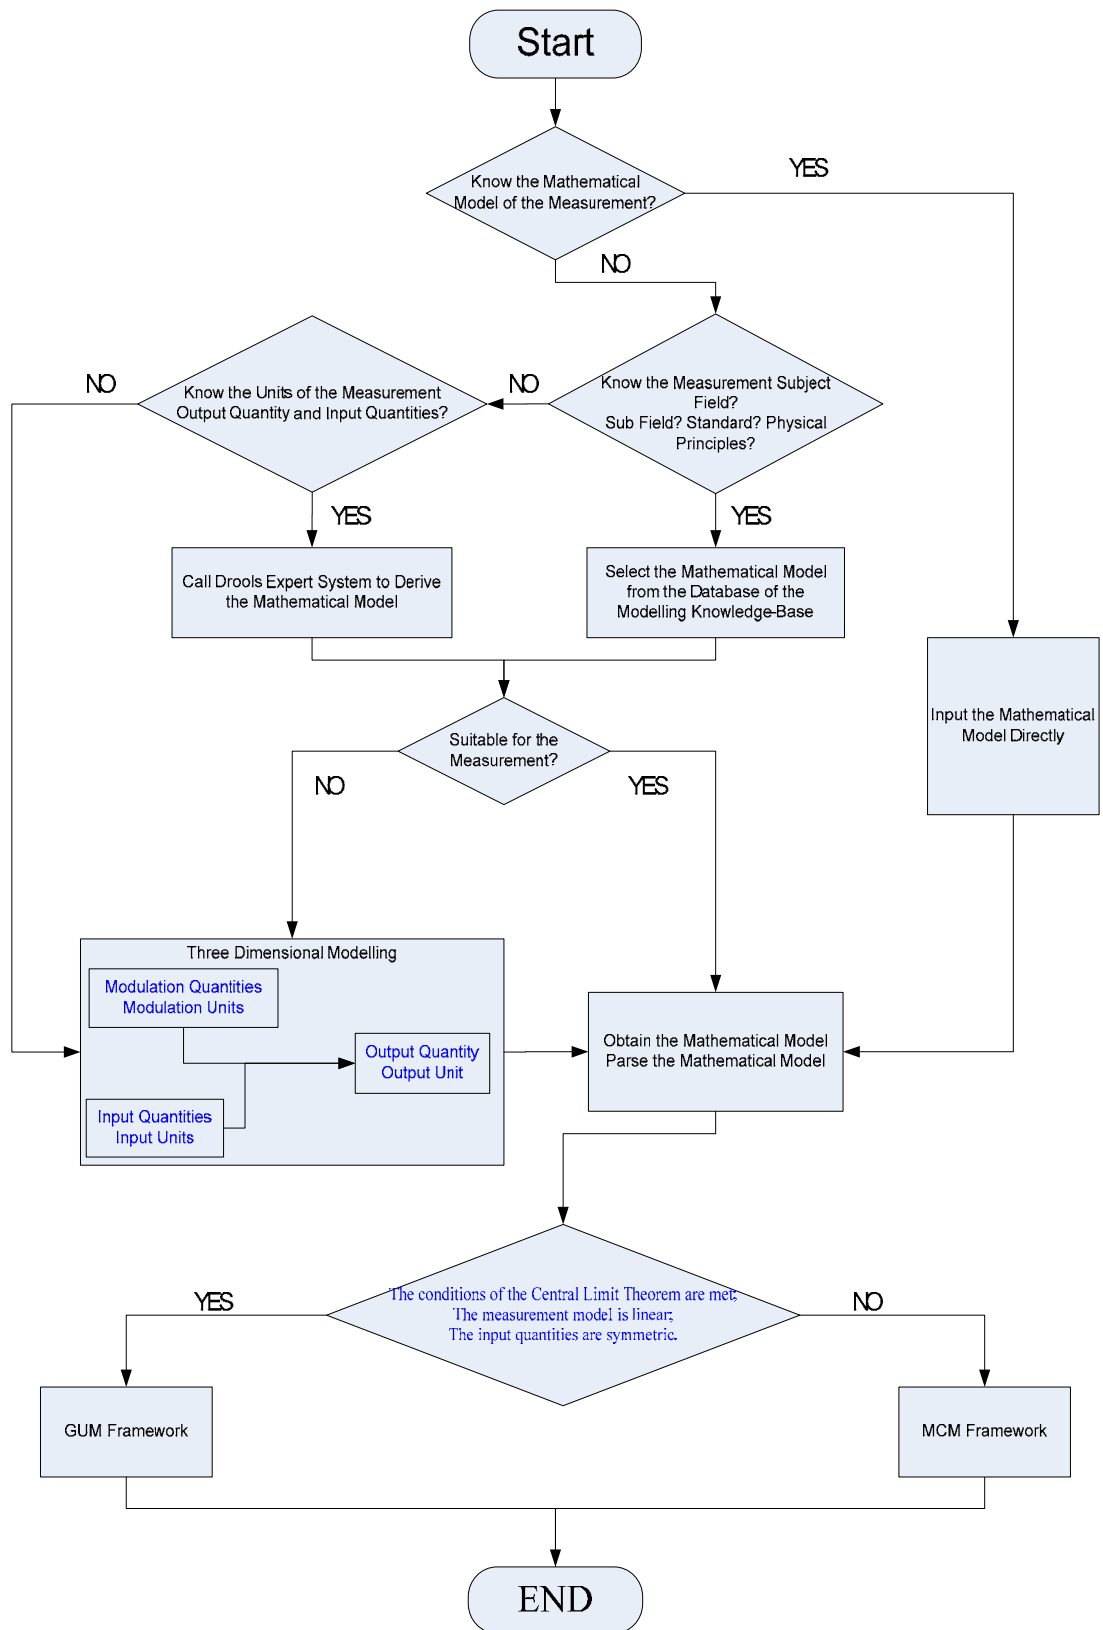 Start
Know the Mathematical
Model of the Measurement?
YES
NO
Know the Measurement Subject
Field?
Sub Field? Standard? Physical
Principles?
NO
Know the Units of the Measurement
Output Quantity and Input Quantities?
NO
YES
YES
Call Drools Expert System to Derive
the Mathematical Model
Select the Mathematical Model
from the Database of the
Modelling Knowledge-Base
Input the Mathematical
Model Directly
Suitable for the
Measurement?
NO
YES
Three Dimensional Modelling
Modulation Quantities
Modulation Units
Output Quantity
Output Unit
Input Quantities
Input Units
Obtain the Mathematical Model
Parse the Mathematical Model
The conditions of the Central Limit Theorem are met;
The measurement model is linear;
The input quantities are symmetric.
YES
NO
GUM Framework
MCM Framework
END